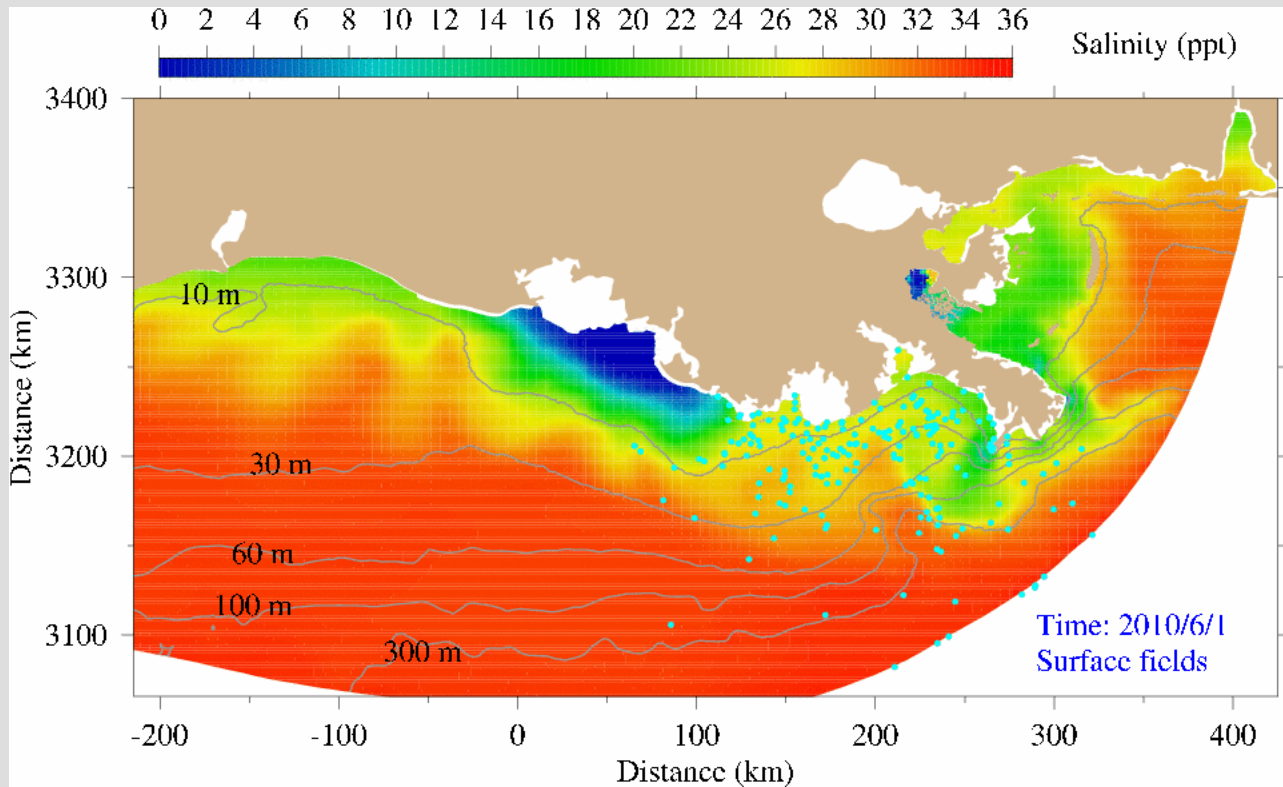 0 2 4 6 8 10 12 14 16 18 20 22 24 26 28 30 32 34 36
Salinity (ppt)
3400
3300
3200
3100
Distance (km)
10 m
30 m
60 m
100 m
300 m
Time: 2010/6/1
Surface fields
-200 -100 0 100 200 300 400
Distance (km)